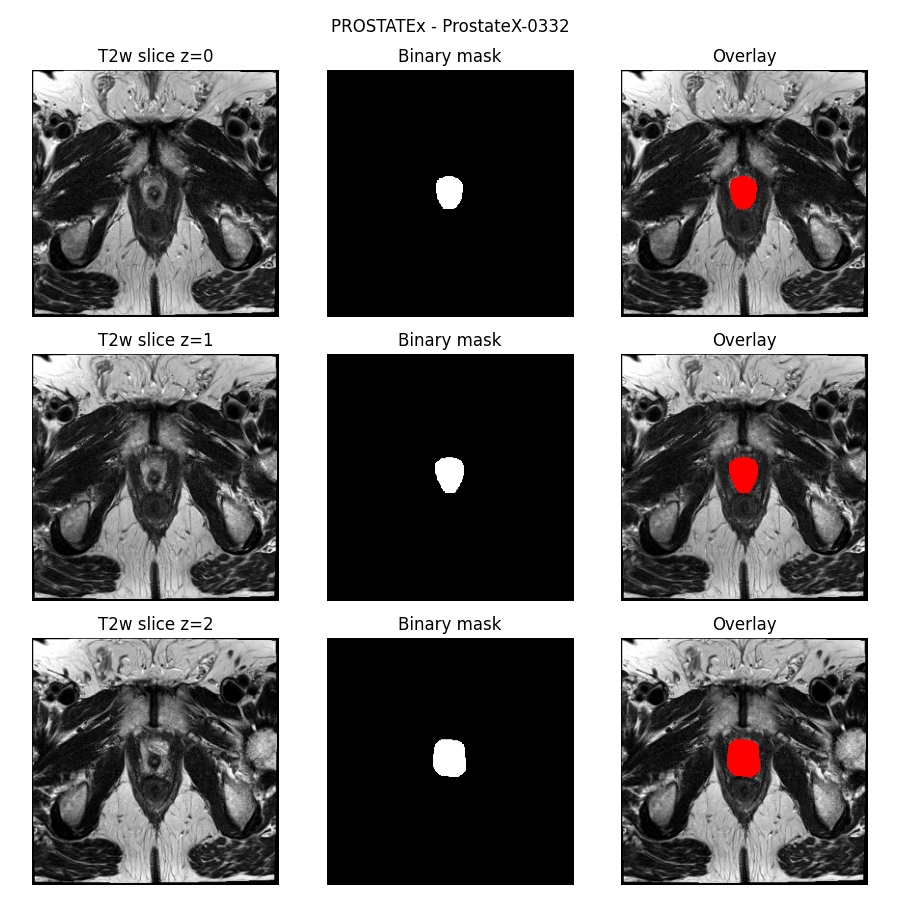 PROSTATEx - ProstateX-0332
T2w slice z=0
Binary mask
Overlay
T2w slice z=1
Binary mask
Overlay
T2w slice z=2
Binary mask
Overlay